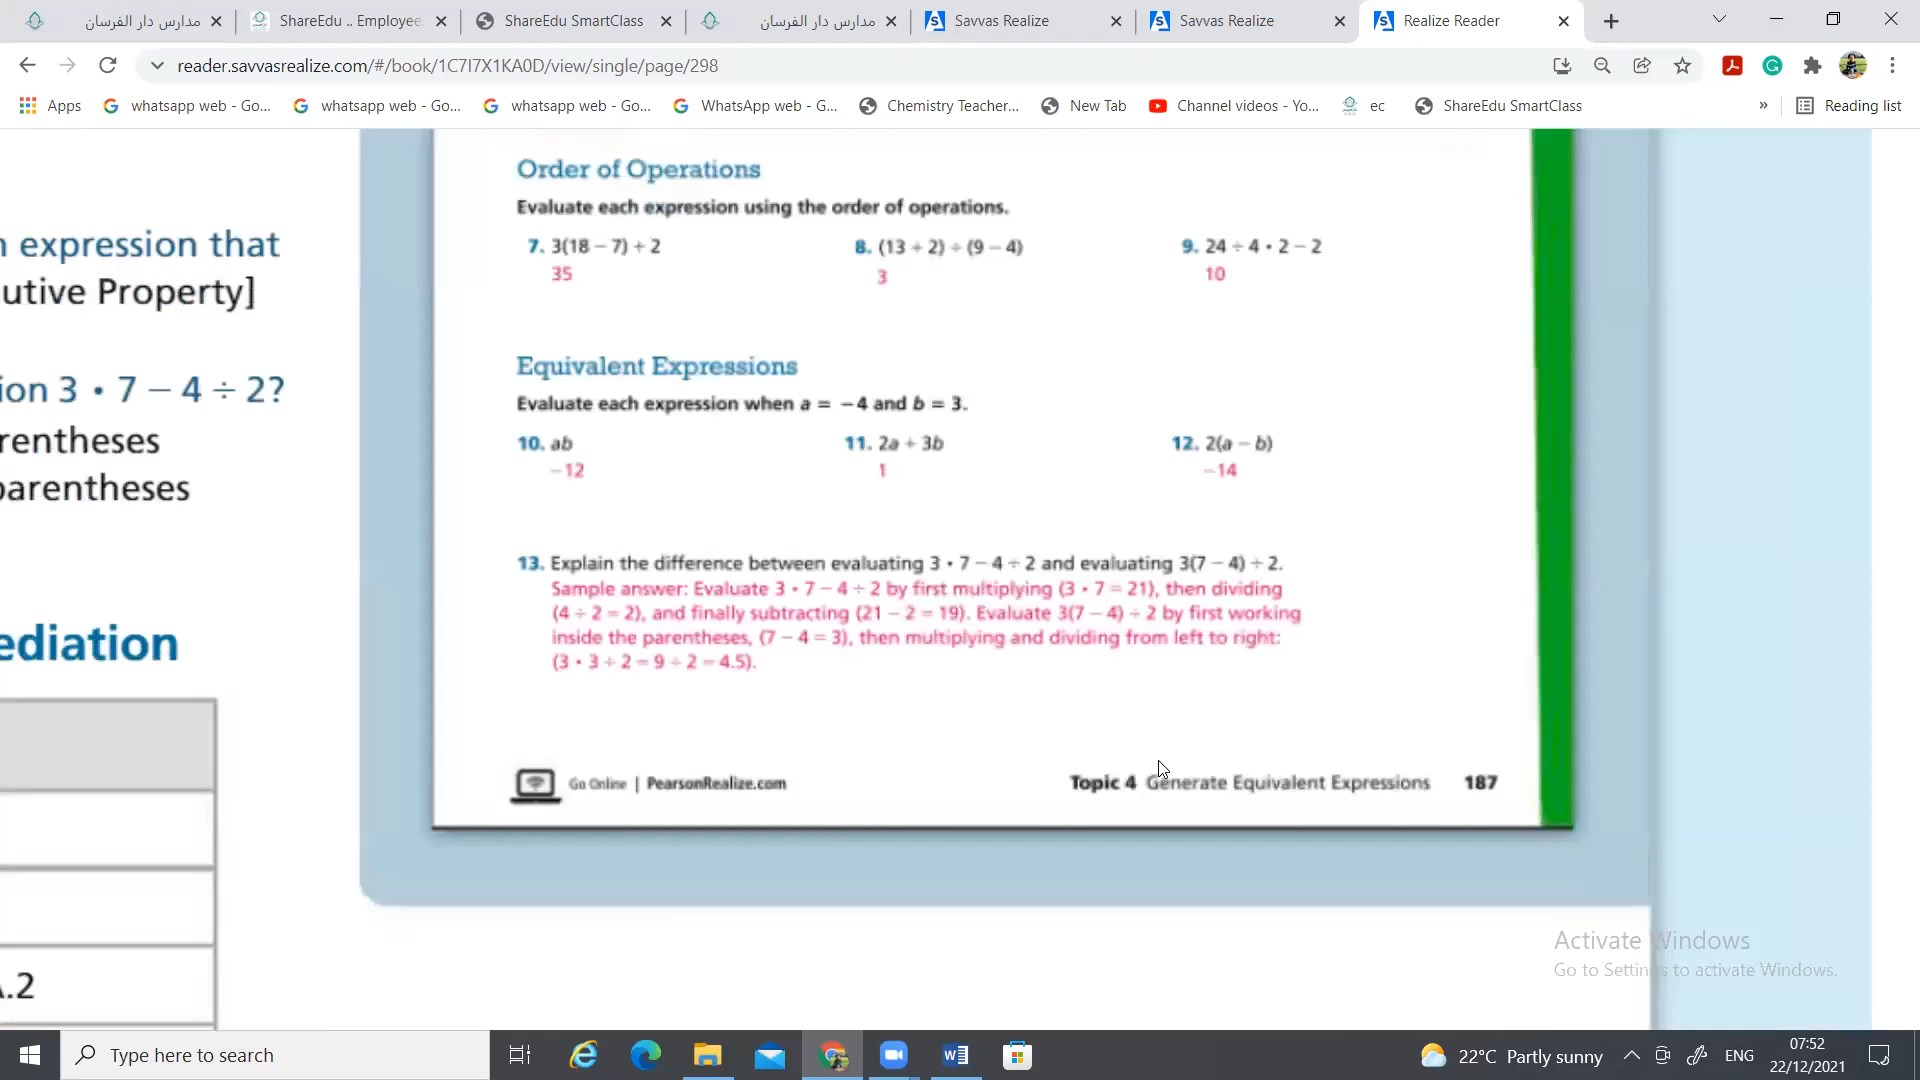 مدارس دار الفرسان
ShareEdu .. Employee
ShareEdu SmartClass
مدارس دار الفرسان
Savvas Realize
Savvas Realize
Realize Reader
reader.savvasrealize.com/#/book/1C7I7X1KA0D/view/single/page/298
Apps
whatsapp web - Go...
whatsapp web - Go...
whatsapp web - Go...
WhatsApp web - G...
Chemistry Teacher...
New Tab
Channel videos - Yo...
ec
ShareEdu SmartClass
»
Reading list
expression that
utive Property]
ion 3 • 7 − 4 ÷ 2?
rentheses
parentheses
ediation
A.2
Order of Operations
Evaluate each expression using the order of operations.
7. 3(18 − 7) + 2
35
8. (13 + 2) ÷ (9 − 4)
3
9. 24 ÷ 4 • 2 − 2
10
Equivalent Expressions
Evaluate each expression when a = −4 and b = 3.
10. ab
−12
11. 2a + 3b
1
12. 2(a − b)
−14
13. Explain the difference between evaluating 3 • 7 − 4 ÷ 2 and evaluating 3(7 − 4) ÷ 2.
Sample answer: Evaluate 3 • 7 − 4 ÷ 2 by first multiplying (3 • 7 = 21), then dividing
(4 ÷ 2 = 2), and finally subtracting (21 − 2 = 19). Evaluate 3(7 − 4) ÷ 2 by first working
inside the parentheses, (7 − 4 = 3), then multiplying and dividing from left to right:
(3 • 3 ÷ 2 = 9 ÷ 2 = 4.5).
Go Online | PearsonRealize.com
Topic 4 Generate Equivalent Expressions 187
Activate Windows
Go to Settings to activate Windows.
Type here to search
22°C Partly sunny
ENG
07:52
22/12/2021